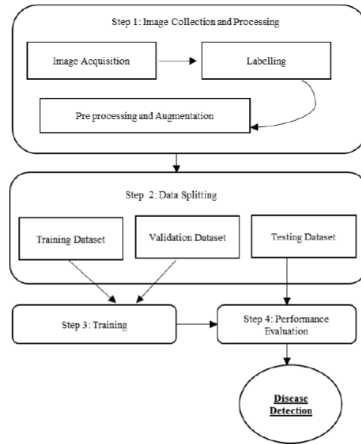 Step 1: Image Collection and Processing
Image Acquisition
Labelling
Pre processing and Augmentation
Step 2: Data Splitting
Training Dataset
Validation Dataset
Testing Dataset
Step 3: Training
Step 4: Performance
Evaluation
Disease
Detection